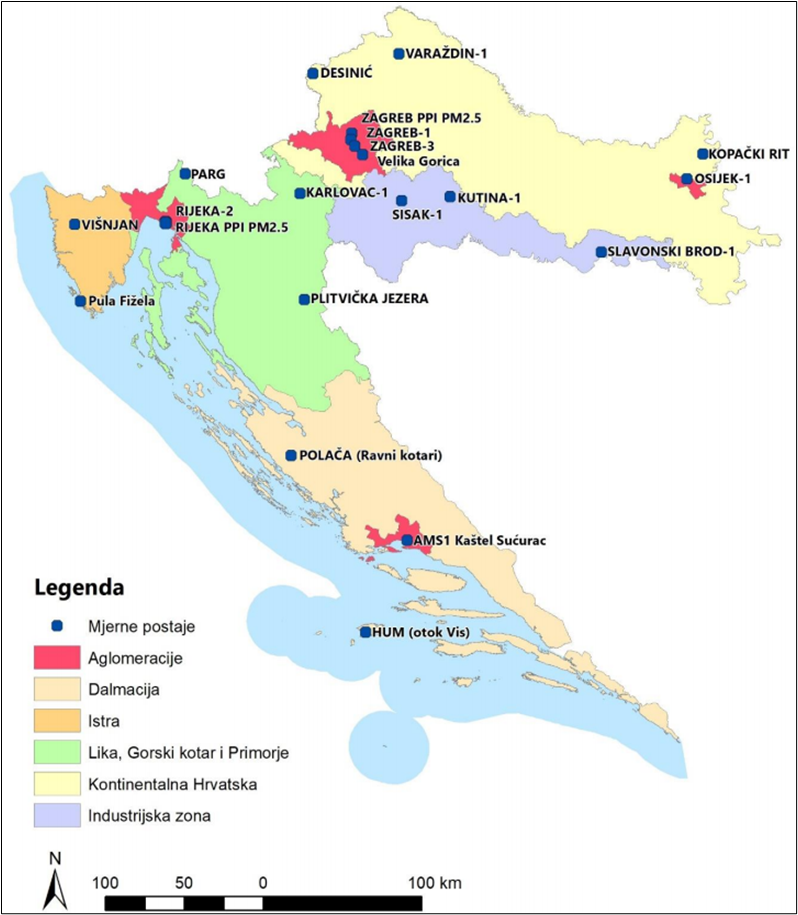 VARAŽDIN-1
DESINIĆ
ZAGREB PPI PM2.5
ZAGREB-1
ZAGREB-3
Velika Gorica
KOPAČKI RIT
OSIJEK-1
PARG
KARLOVAC-1
KUTINA-1
SISAK-1
RIJEKA-2
RIJEKA PPI PM2.5
VIŠNJAN
SLAVONSKI BROD-1
Pula Fižela
PLITVIČKA JEZERA
POLAČA (Ravni kotari)
AMS1 Kaštel Sućurac
HUM (otok Vis)
Legenda
Mjerne postaje
Aglomeracije
Dalmacija
Istra
Lika, Gorski kotar i Primorje
Kontinentalna Hrvatska
Industrijska zona
N
100 50 0 100 km